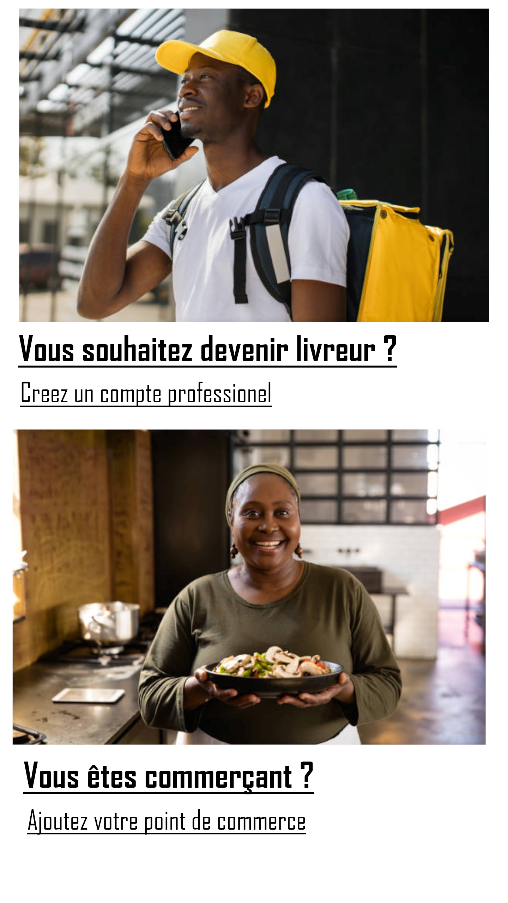 Vous souhaitez devenir livreur ?
Creez un compte professionel
Vous êtes commerçant ?
Ajoutez votre point de commerce